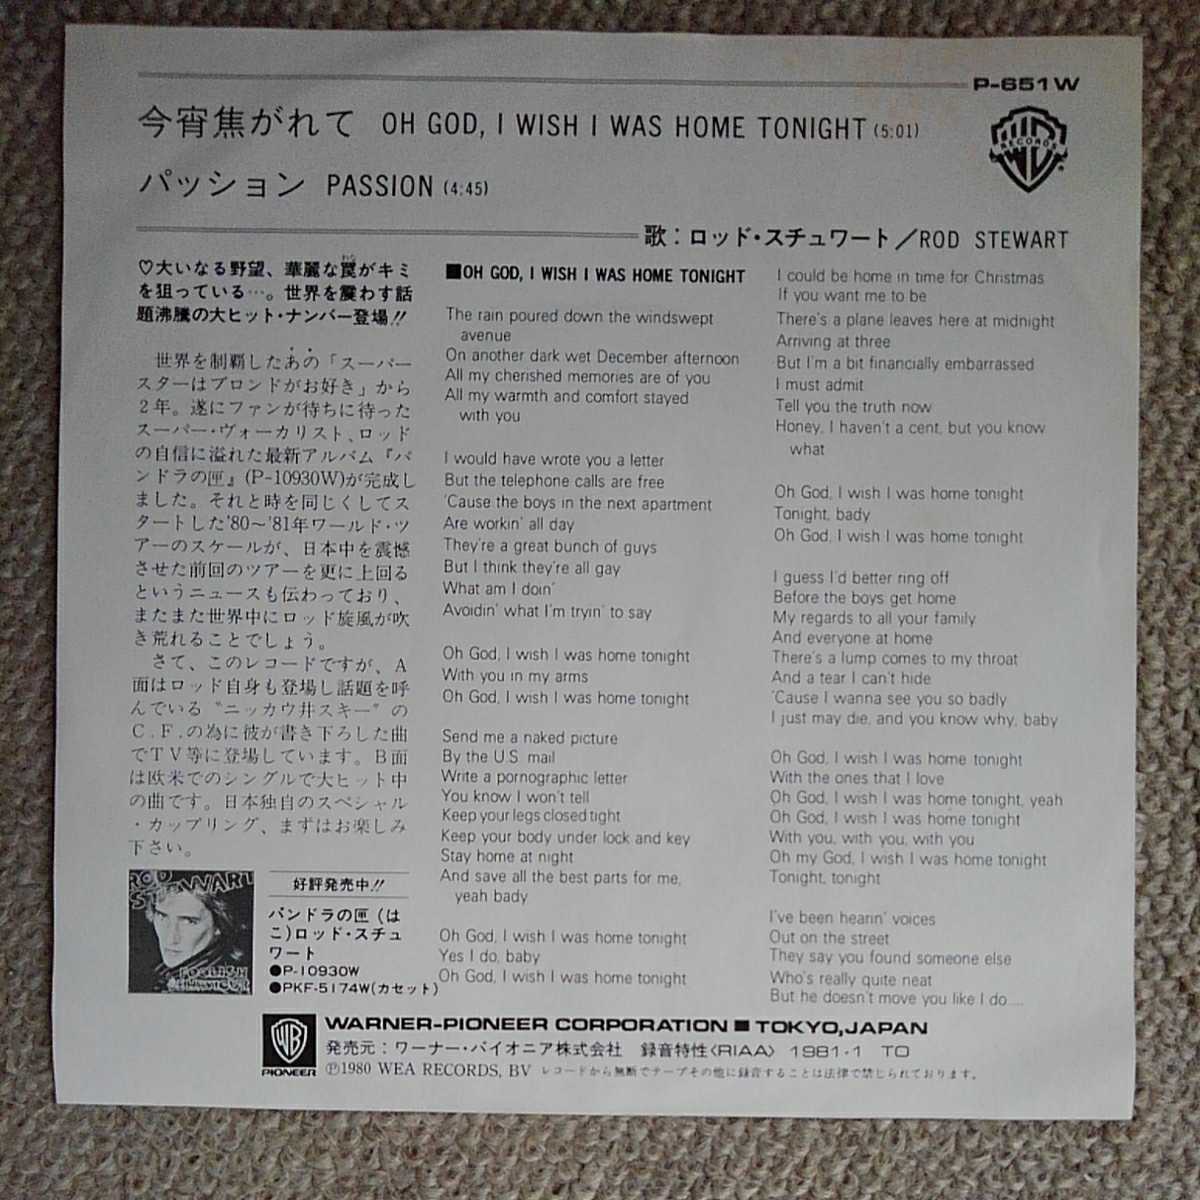 P-651W
今宵焦がれて OH GOD, I WISH I WAS HOME TONIGHT (5:01)
パッション PASSION (4:45)
WB
RECORDS
歌：ロッド・スチュワート／ROD STEWART
♡大いなる野望、華麗な罠がキミ
を狙っている…。世界を震わす話
題沸騰の大ヒット・ナンバー登場!!
世界を制覇したあの「スーパー
スターはブロンドがお好き」から
2年。遂にファンが待ちに待った
スーパー・ヴォーカリスト、ロッド
の自信に溢れた最新アルバム『パ
ンドラの匣』(P-10930W)が完成し
ました。それと時を同じくしてス
タートした'80～'81年ワールド・ツ
アーのスケールが、日本中を震憾
させた前回のツアーを更に上回る
というニュースも伝わっており、
またまた世界中にロッド旋風が吹
き荒れることでしょう。
さて、このレコードですが、A
面はロッド自身も登場し話題を呼
んでいる〝ニッカウ井スキー〟の
C.F.の為に彼が書き下ろした曲
でTV等に登場しています。B面
は欧米でのシングルで大ヒット中
の曲です。日本独自のスペシャル
・カップリング、まずはお楽しみ
下さい。
ROD
STEWART
FOOLISH
BEHAVIOUR
好評発売中!!
パンドラの匣（は
こ）ロッド・スチュ
ワート
●P-10930W
●PKF-5174W(カセット)
■OH GOD, I WISH I WAS HOME TONIGHT
The rain poured down the windswept
avenue
On another dark wet December afternoon
All my cherished memories are of you
All my warmth and comfort stayed
with you
I would have wrote you a letter
But the telephone calls are free
'Cause the boys in the next apartment
Are workin' all day
They're a great bunch of guys
But I think they're all gay
What am I doin'
Avoidin' what I'm tryin' to say
Oh God, I wish I was home tonight
With you in my arms
Oh God, I wish I was home tonight
Send me a naked picture
By the U.S. mail
Write a pornographic letter
You know I won't tell
Keep your legs closed tight
Keep your body under lock and key
Stay home at night
And save all the best parts for me,
yeah bady
Oh God, I wish I was home tonight
Yes I do, baby
Oh God, I wish I was home tonight
I could be home in time for Christmas
If you want me to be
There's a plane leaves here at midnight
Arriving at three
But I'm a bit financially embarrassed
I must admit
Tell you the truth now
Honey, I haven't a cent, but you know
what
Oh God, I wish I was home tonight
Tonight, bady
Oh God, I wish I was home tonight
I guess I'd better ring off
Before the boys get home
My regards to all your family
And everyone at home
There's a lump comes to my throat
And a tear I can't hide
'Cause I wanna see you so badly
I just may die, and you know why, baby
Oh God, I wish I was home tonight
With the ones that I love
Oh God, I wish I was home tonight, yeah
Oh God, I wish I was home tonight
With you, with you, with you
Oh my God, I wish I was home tonight
Tonight, tonight
I've been hearin' voices
Out on the street
They say you found someone else
Who's really quite neat
But he doesn't move you like I do....
WB
PIONEER
WARNER-PIONEER CORPORATION ■ TOKYO, JAPAN
発売元：ワーナー・パイオニア株式会社 録音特性〈RIAA〉 1981・1 TO
Ⓟ1980 WEA RECORDS, BV レコードから無断でテープその他に録音することは法律で禁じられております。